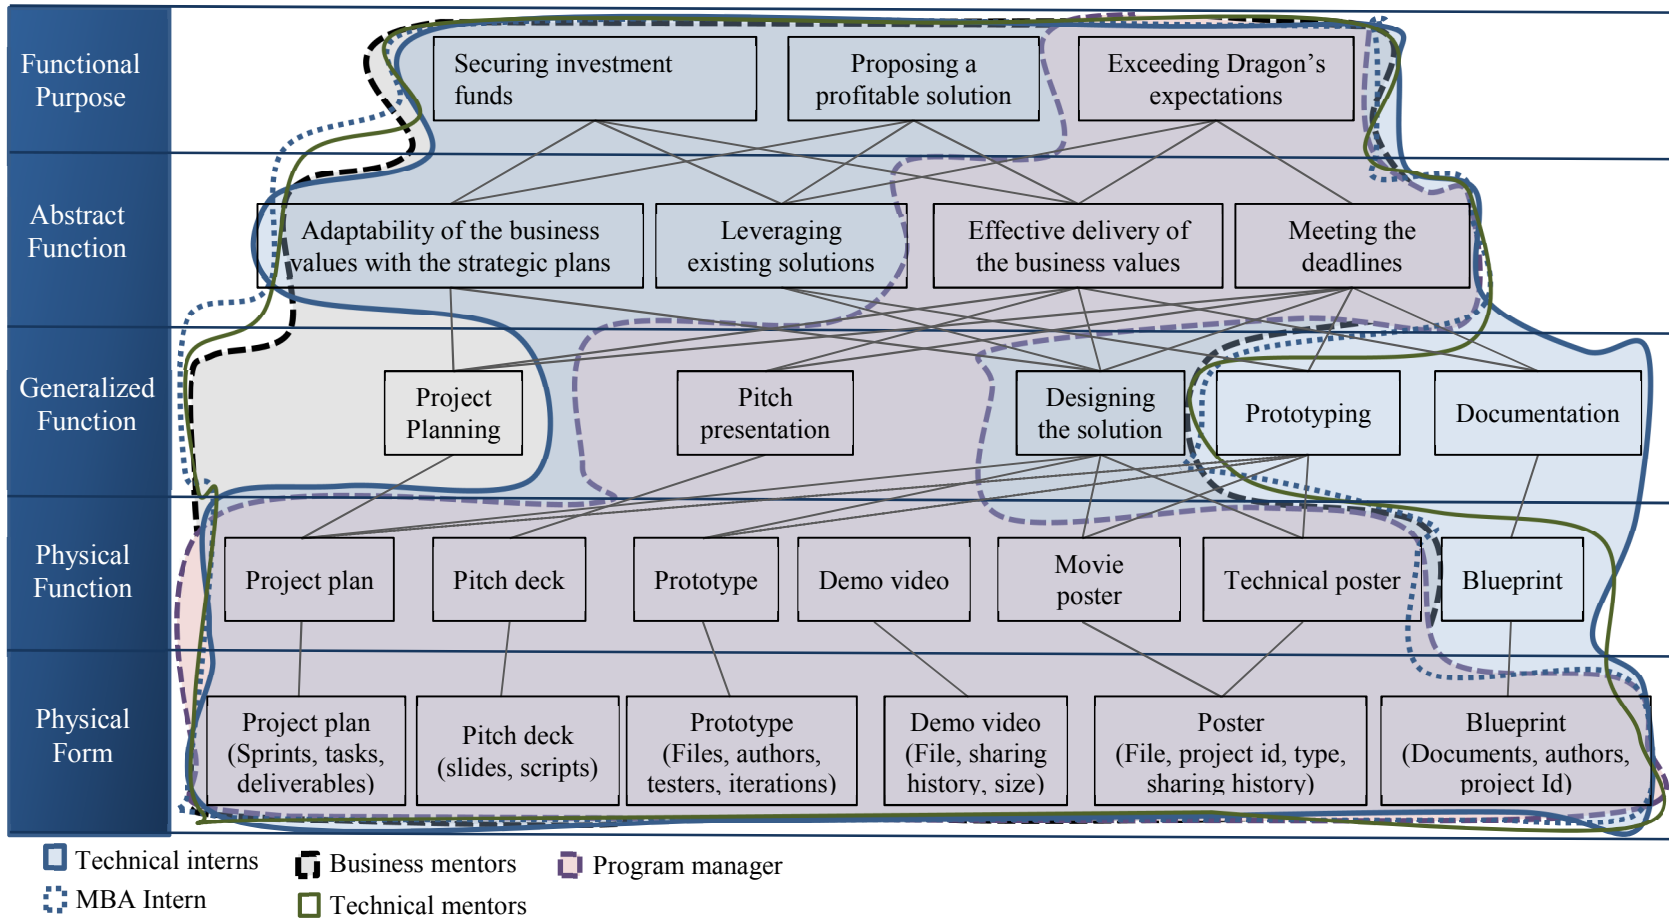 Functional
Purpose
Securing investment
funds
Proposing a
profitable solution
Exceeding Dragon's
expectations
Abstract
Function
Adaptability of the business
values with the strategic plans
Leveraging
existing solutions
Effective delivery of
the business values
Meeting the
deadlines
Generalized
Function
Project
Planning
Pitch
presentation
Designing
the solution
Prototyping
Documentation
Physical
Function
Project plan
Pitch deck
Prototype
Demo video
Movie
poster
Technical poster
Blueprint
Physical
Form
Project plan
(Sprints, tasks,
deliverables)
Pitch deck
(slides, scripts)
Prototype
(Files, authors,
testers, iterations)
Demo video
(File, sharing
history, size)
Poster
(File, project id, type,
sharing history)
Blueprint
(Documents, authors,
project Id)
Technical interns
Business mentors
Program manager
MBA Intern
Technical mentors